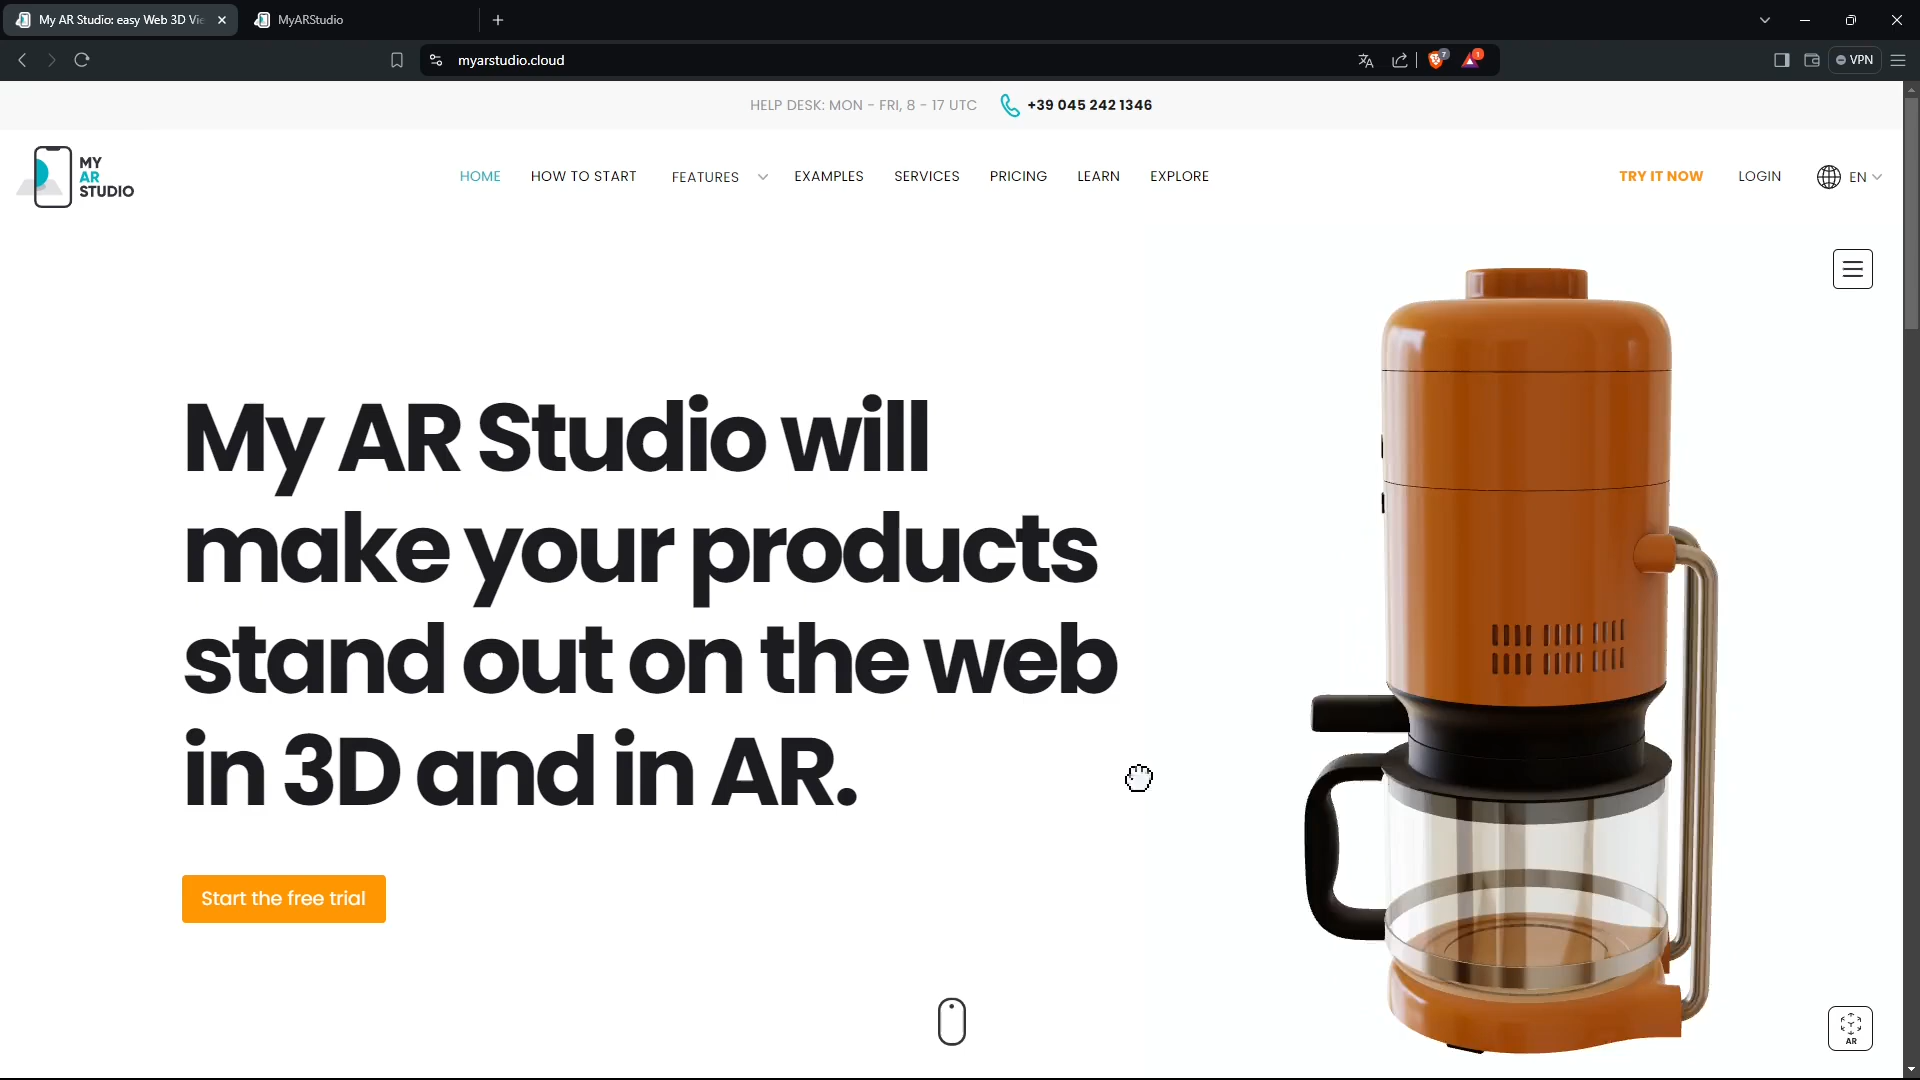 My AR Studio: easy Web 3D Vie
MyARStudio
myarstudio.cloud
7
1
VPN
HELP DESK: MON - FRI, 8 - 17 UTC
+39 045 242 1346
MY
AR
STUDIO
HOME
HOW TO START
FEATURES
EXAMPLES
SERVICES
PRICING
LEARN
EXPLORE
TRY IT NOW
LOGIN
EN
My AR Studio will
make your products
stand out on the web
in 3D and in AR.
Start the free trial
AR